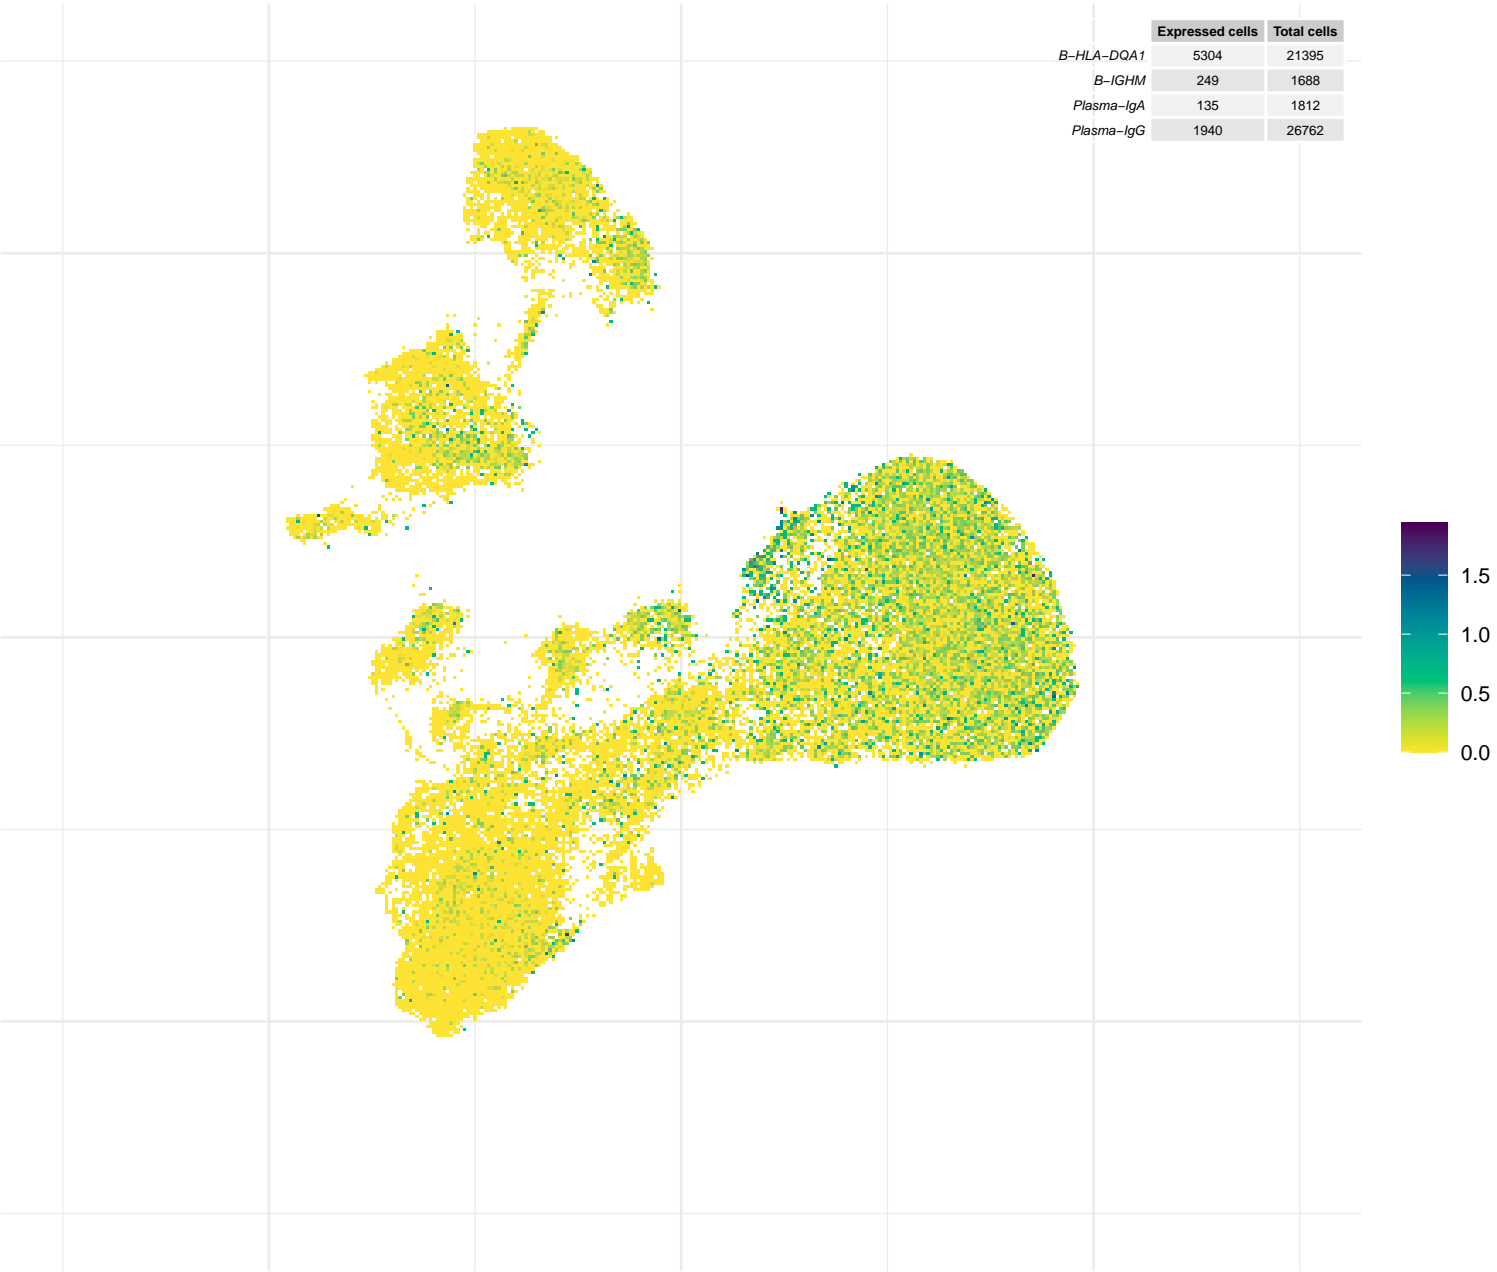 Expressed cells Total cells
B−HLA−DQA1 5304 21395
B−IGHM 249 1688
Plasma−IgA 135 1812
Plasma−IgG 1940 26762
1.5
1.0
0.5
0.0